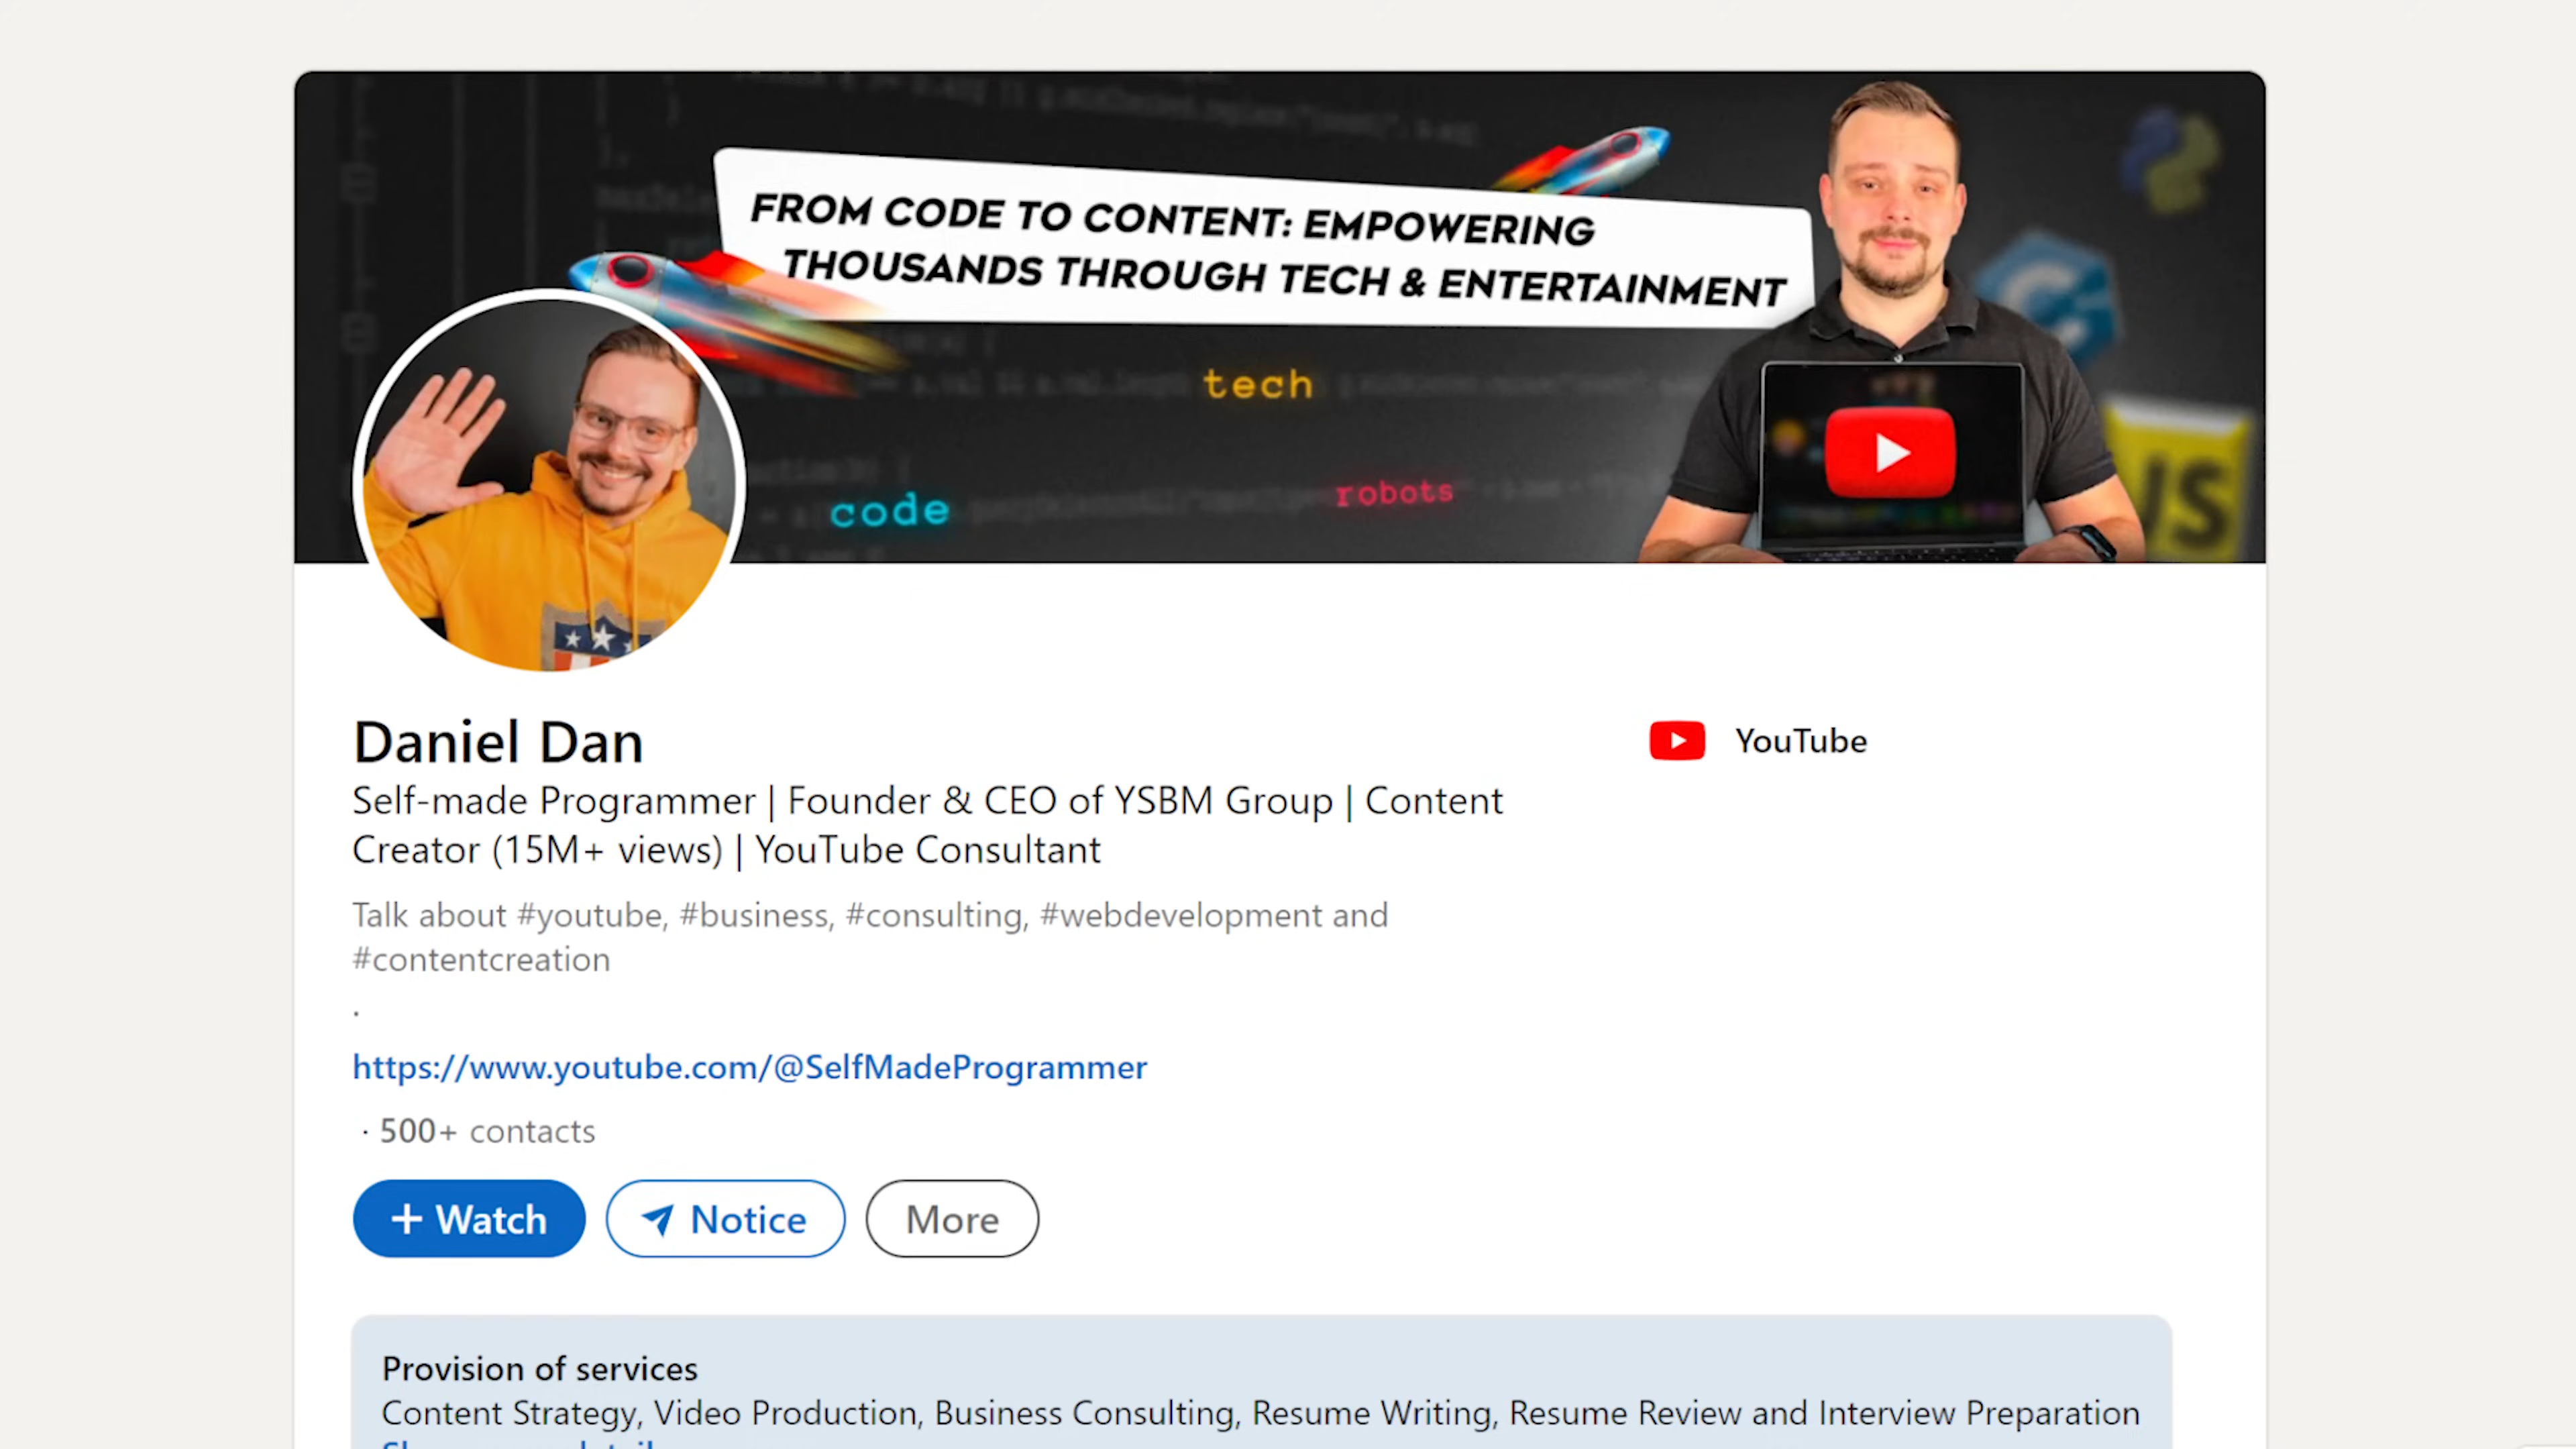 FROM CODE TO CONTENT: EMPOWERING
THOUSANDS THROUGH TECH & ENTERTAINMENT
tech
code
robots
JS
Daniel Dan
YouTube
Self-made Programmer | Founder & CEO of YSBM Group | Content
Creator (15M+ views) | YouTube Consultant
Talk about #youtube, #business, #consulting, #webdevelopment and
#contentcreation
.
https://www.youtube.com/@SelfMadeProgrammer
· 500+ contacts
+ Watch
Notice
More
Provision of services
Content Strategy, Video Production, Business Consulting, Resume Writing, Resume Review and Interview Preparation